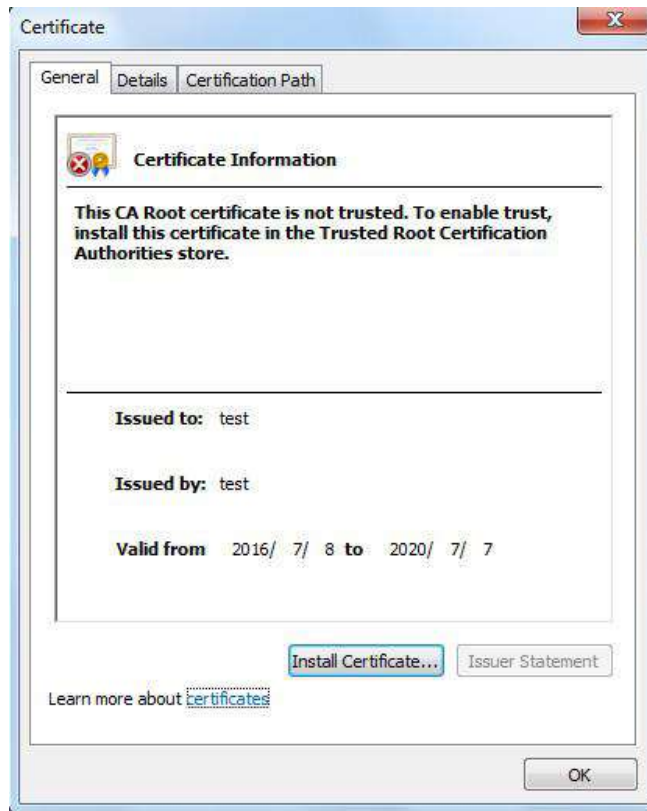 Certificate
General Details Certification Path
Certificate Information
This CA Root certificate is not trusted. To enable trust,
install this certificate in the Trusted Root Certification
Authorities store.
Issued to: test
Issued by: test
Valid from 2016/ 7/ 8 to 2020/ 7/ 7
Install Certificate... Issuer Statement
Learn more about certificates
OK